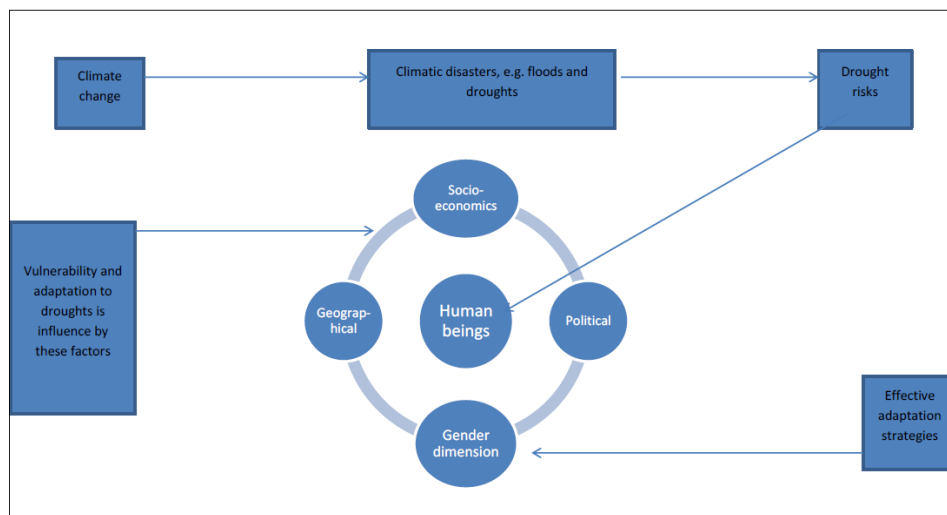 Climate
change
Climatic disasters, e.g. floods and
droughts
Drought
risks
Socio-
economics
Vulnerability and
adaptation to
droughts is
influence by
these factors
Geograp-
hical
Human
beings
Political
Gender
dimension
Effective
adaptation
strategies